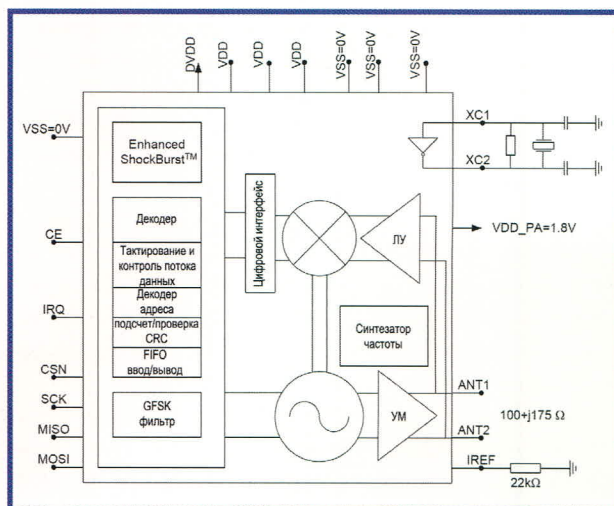 DVDD
VDD
VDD
VDD
VSS=0V
VSS=0V
VSS=0V
VSS=0V
Enhanced
ShockBurst™
XC1
XC2
CE
Декодер
Тактирование и
контроль потока
данных
Декодер
адреса
подсчет/проверка
CRC
FIFO
ввод/вывод
GFSK
фильтр
Цифровой интерфейс
ЛУ
VDD_PA=1.8V
IRQ
Синтезатор
частоты
CSN
SCK
MISO
MOSI
УМ
ANT1
100+j175 Ω
ANT2
IREF
22kΩ